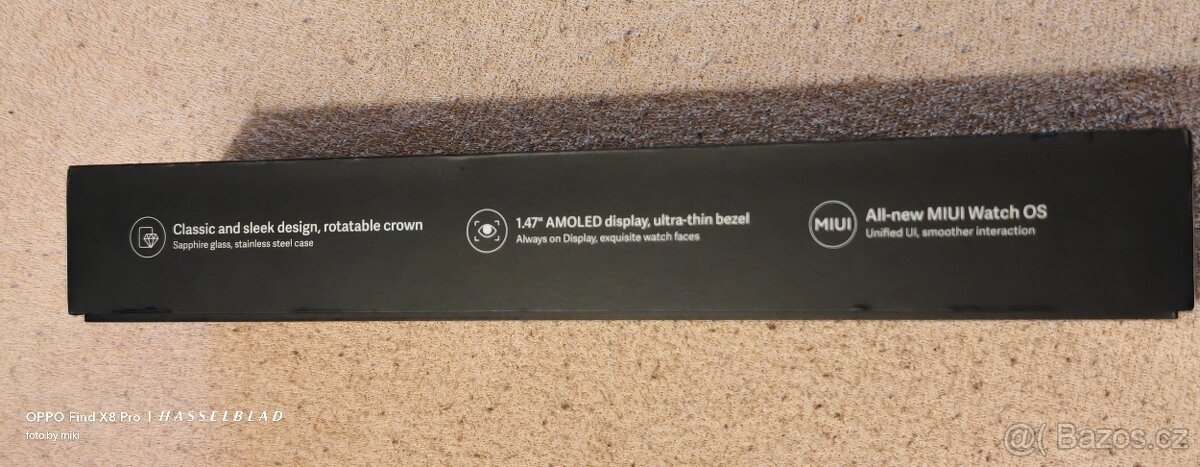 Classic and sleek design, rotatable crown
Sapphire glass, stainless steel case
1.47" AMOLED display, ultra-thin bezel
Always on Display, exquisite watch faces
MIUI
All-new MIUI Watch OS
Unified UI, smoother interaction
OPPO Find X8 Pro | HASSELBLAD
foto by miki
@( Bazos.cz